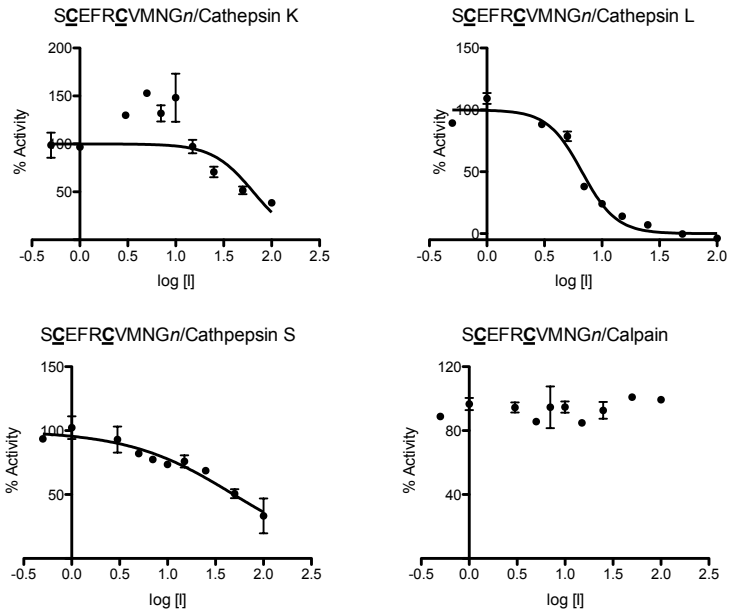 SCEFRCVMNGn/Cathepsin K
200
150
100
50
% Activity
-0.5 0.0 0.5 1.0 1.5 2.0 2.5
log [I]
SCEFRCVMNGn/Cathepsin L
150
100
50
0
% Activity
-0.5 0.0 0.5 1.0 1.5 2.0
log [I]
SCEFRCVMNGn/Cathpepsin S
150
100
50
% Activity
-0.5 0.0 0.5 1.0 1.5 2.0 2.5
log [I]
SCEFRCVMNGn/Calpain
120
80
40
% Activity
-0.5 0.0 0.5 1.0 1.5 2.0 2.5
log [I]